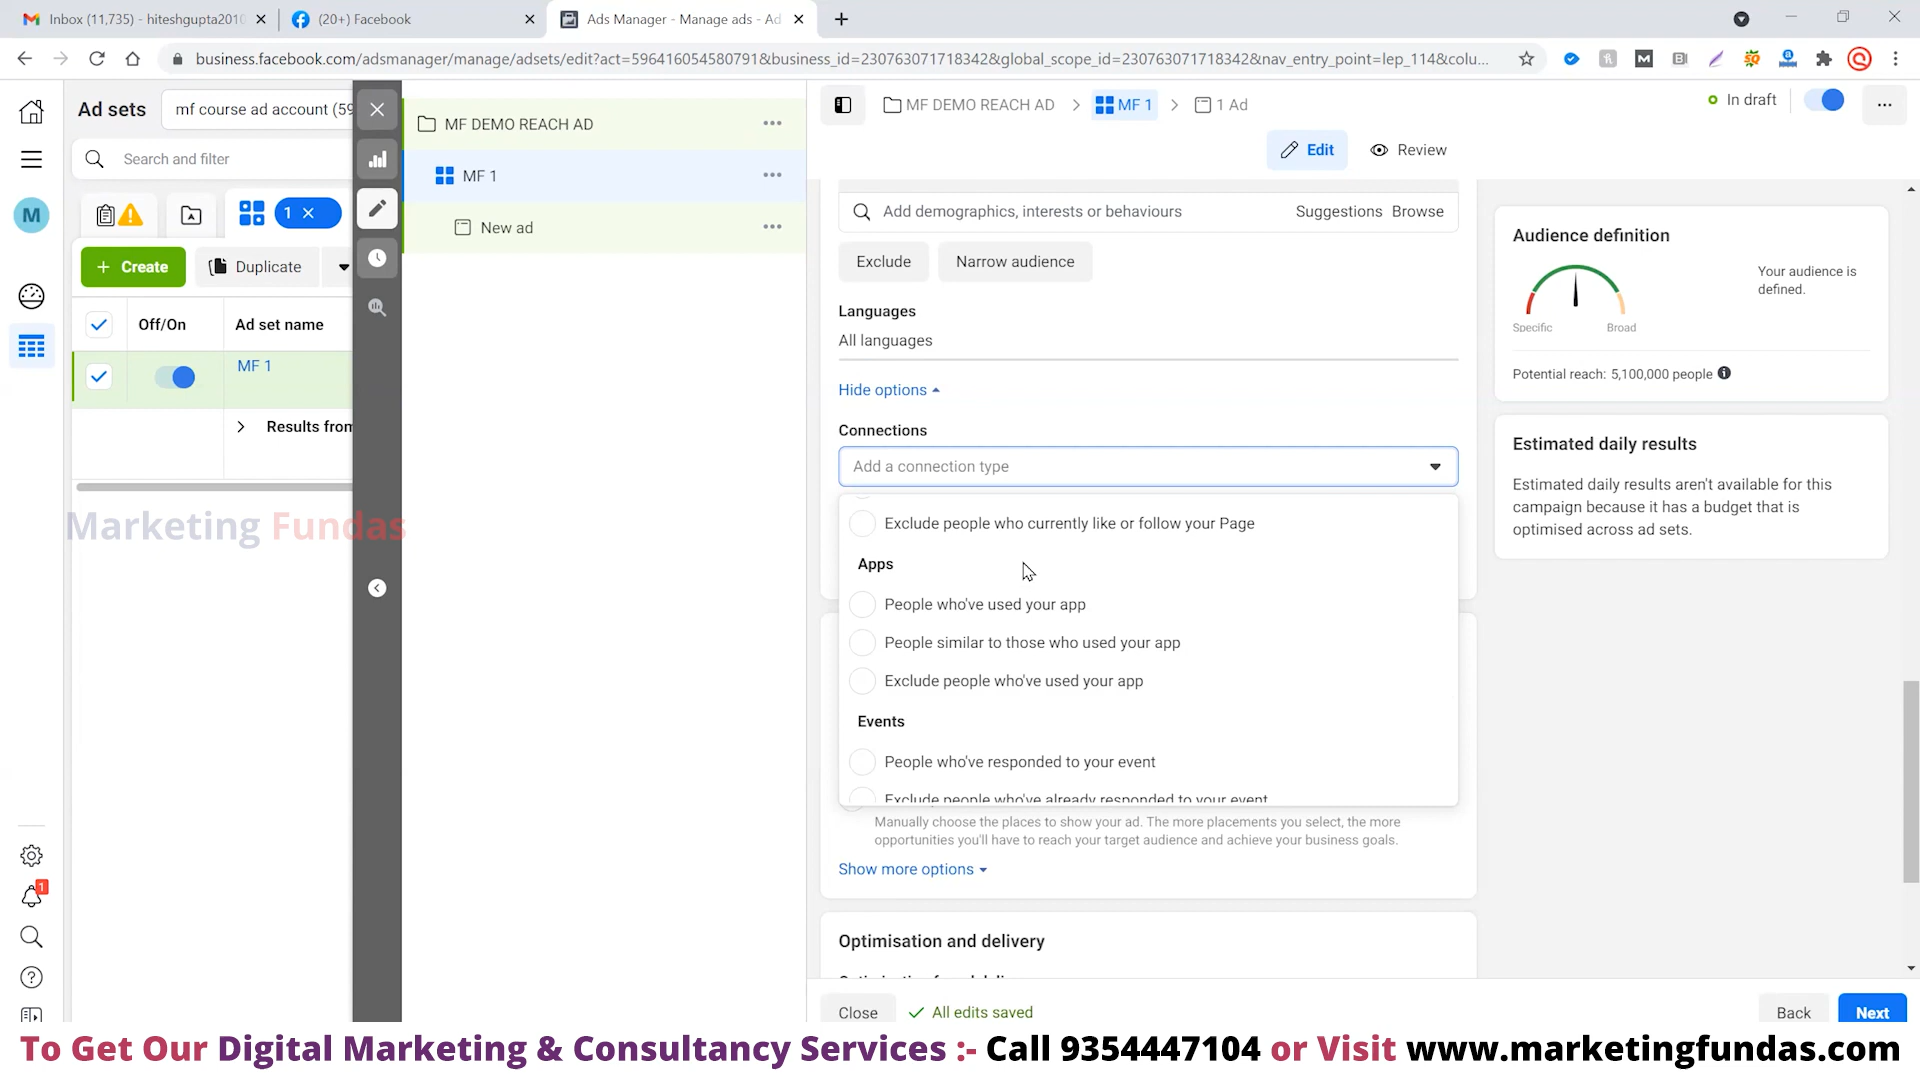 Inbox (11,735) - hiteshgupta2010
(20+) Facebook
Ads Manager - Manage ads - Ad
business.facebook.com/adsmanager/manage/adsets/edit?act=596416054580791&business_id=230763071718342&global_scope_id=230763071718342&nav_entry_point=lep_114&colu...
Ad sets
mf course ad account (59
Search and filter
M
1
Create
Duplicate
Off/On
Ad set name
MF 1
Results from
1
MF DEMO REACH AD
MF 1
New ad
MF DEMO REACH AD
MF 1
1 Ad
In draft
Edit
Review
Add demographics, interests or behaviours
Suggestions
Browse
Exclude
Narrow audience
Languages
All languages
Hide options
Connections
Add a connection type
Exclude people who currently like or follow your Page
Apps
People who've used your app
People similar to those who used your app
Exclude people who've used your app
Events
People who've responded to your event
Exclude people who've already responded to your event
Manually choose the places to show your ad. The more placements you select, the more
opportunities you'll have to reach your target audience and achieve your business goals.
Show more options
Optimisation and delivery
Close
All edits saved
Back
Next
Audience definition
Specific
Broad
Your audience is
defined.
Potential reach: 5,100,000 people
Estimated daily results
Estimated daily results aren't available for this
campaign because it has a budget that is
optimised across ad sets.
Marketing Fundas
To Get Our Digital Marketing & Consultancy Services :- Call 9354447104 or Visit www.marketingfundas.com